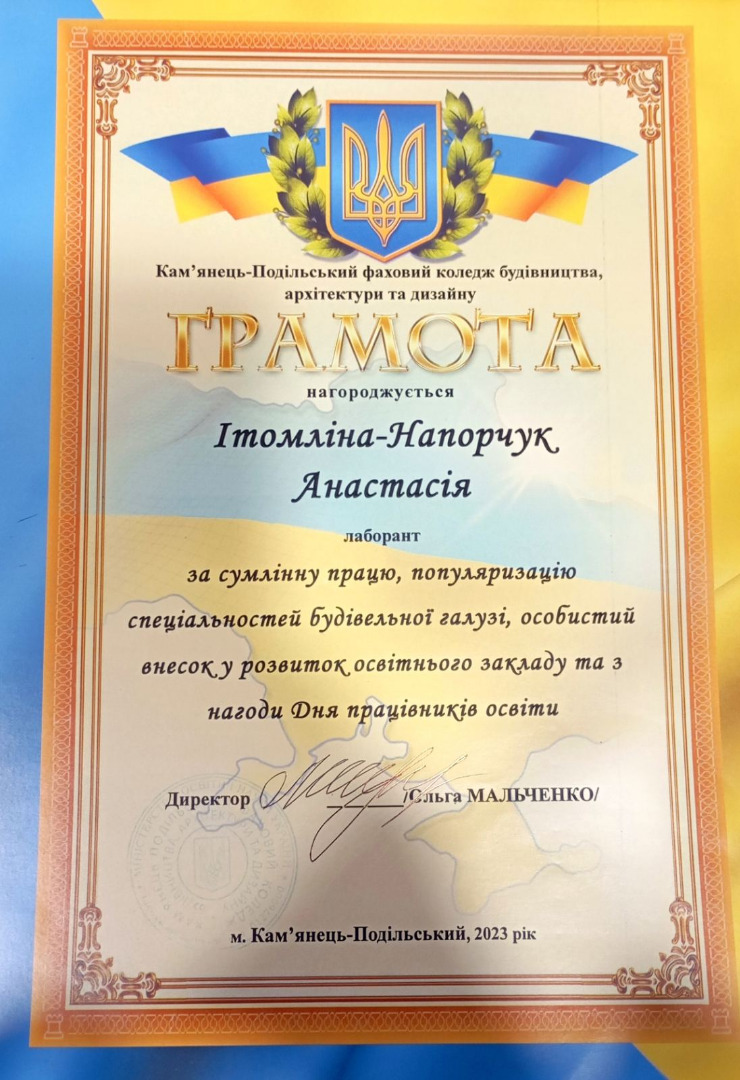 Кам’янець-Подільський фаховий коледж будівництва,
архітектури та дизайну
ГРАМОТА
нагороджується
Ітомліна-Напорчук
Анастасія
лаборант
за сумлінну працю, популяризацію
спеціальностей будівельної галузі, особистий
внесок у розвиток освітнього закладу та з
нагоди Дня працівників освіти
Директор ______/Ольга МАЛЬЧЕНКО/
м. Кам’янець-Подільський, 2023 рік